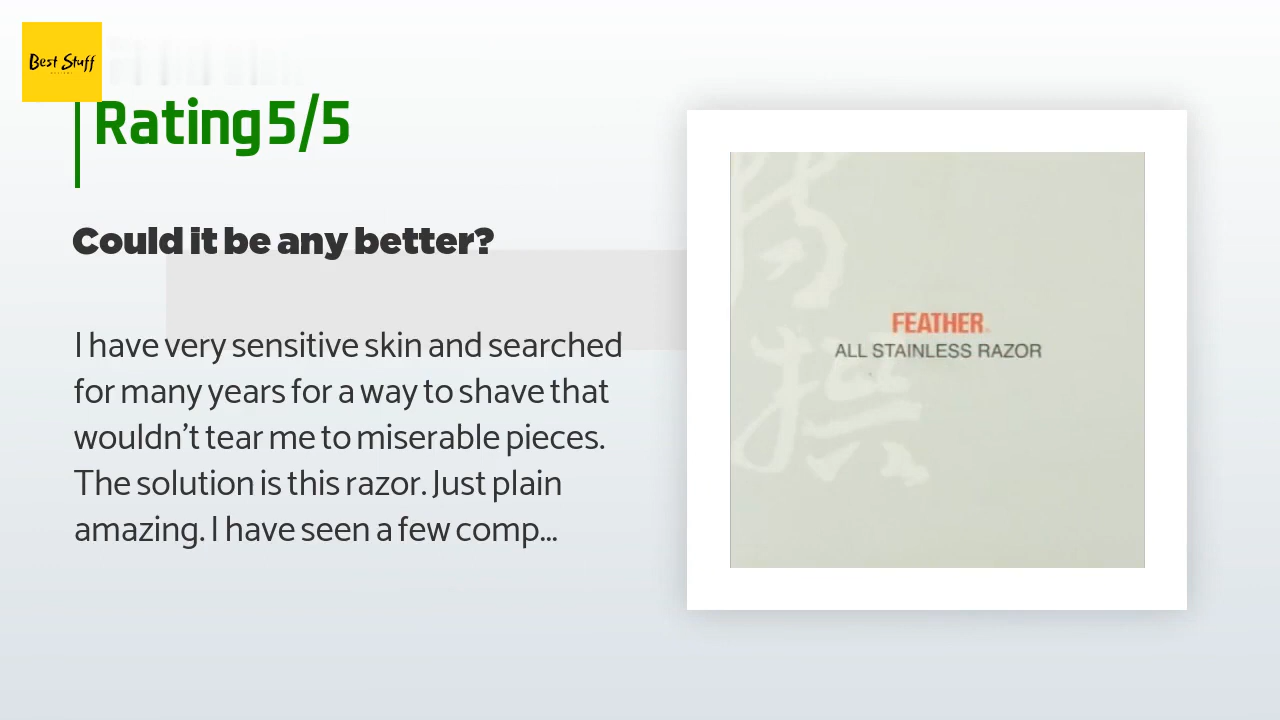 Best Stuff
Rating 5/5
Could it be any better?
I have very sensitive skin and searched
for many years for a way to shave that
wouldn't tear me to miserable pieces.
The solution is this razor. Just plain
amazing. I have seen a few comp...
FEATHER
ALL STAINLESS RAZOR